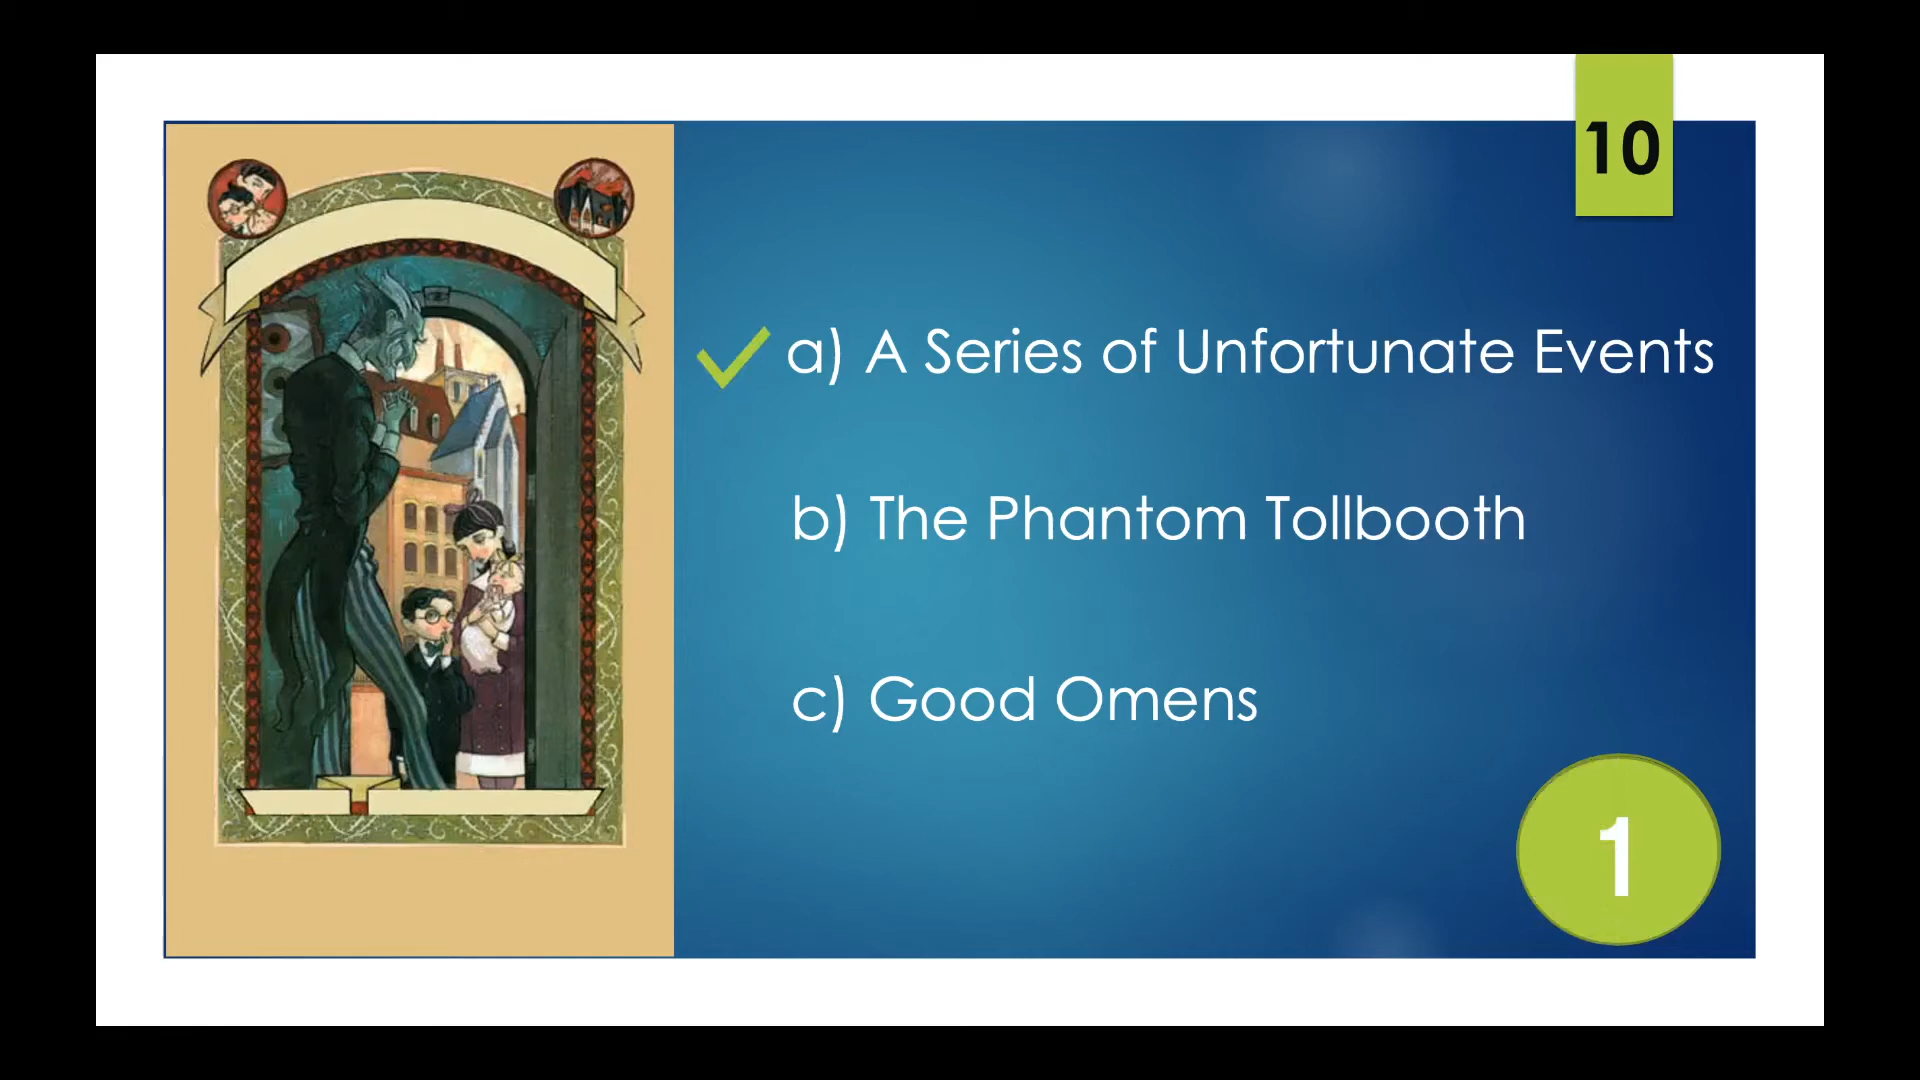 10
a) A Series of Unfortunate Events
b) The Phantom Tollbooth
c) Good Omens
1